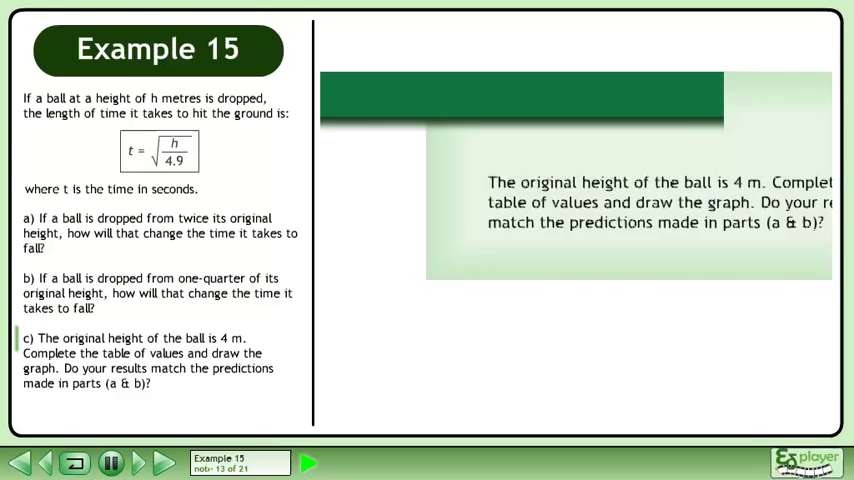 Example 15
If a ball at a height of h metres is dropped,
the length of time it takes to hit the ground is:
t = √(h/4.9)
where t is the time in seconds.
a) If a ball is dropped from twice its original
height, how will that change the time it takes to
fall?
b) If a ball is dropped from one-quarter of its
original height, how will that change the time it
takes to fall?
c) The original height of the ball is 4 m.
Complete the table of values and draw the
graph. Do your results match the predictions
made in parts (a & b)?
The original height of the ball is 4 m. Complet
table of values and draw the graph. Do your re
match the predictions made in parts (a & b)?
Example 15
note 13 of 21
player